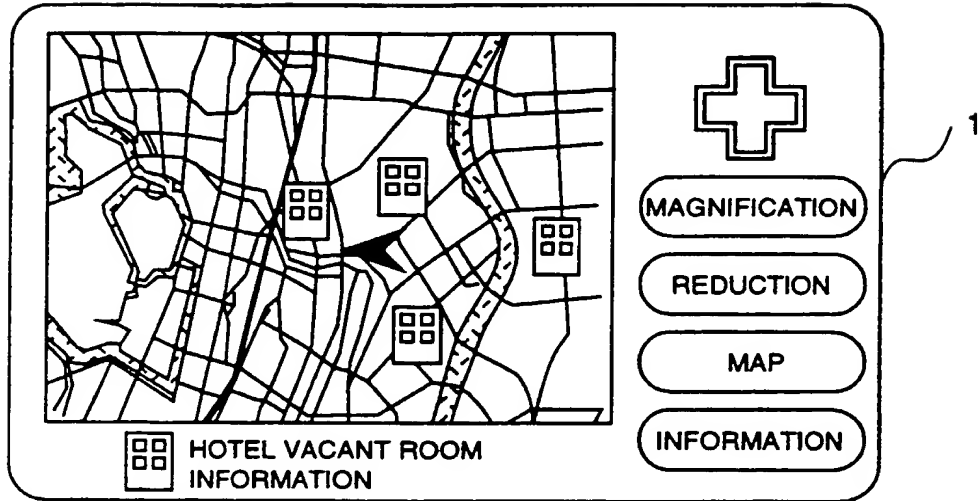 1
MAGNIFICATION
REDUCTION
MAP
INFORMATION
HOTEL VACANT ROOM
INFORMATION